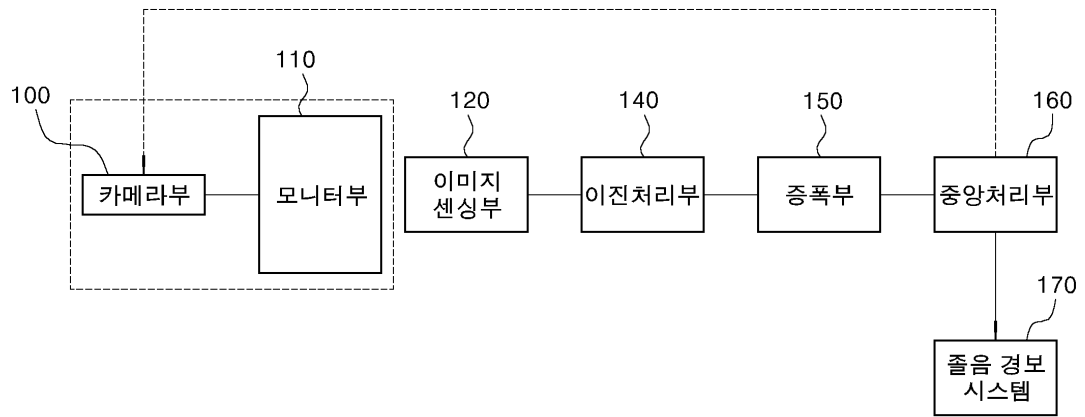 110
100
120
140
150
160
카메라부
모니터부
이미지
센싱부
이진처리부
증폭부
중앙처리부
170
졸음 경보
시스템